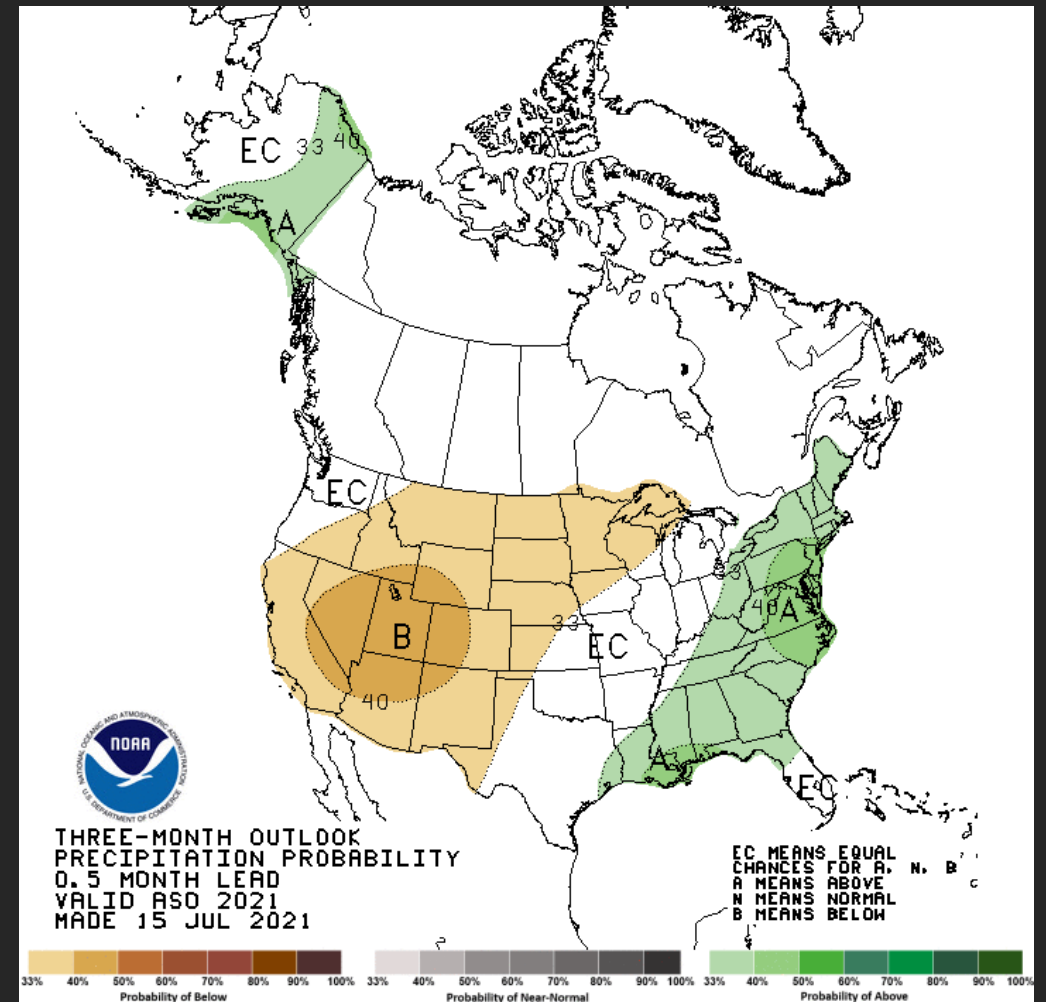 EC 33 40
A
EC
33
40 A
B
33 EC
40
A
EC
NATIONAL OCEANIC AND ATMOSPHERIC ADMINISTRATION
NOAA
U.S. DEPARTMENT OF COMMERCE
THREE-MONTH OUTLOOK
PRECIPITATION PROBABILITY
0.5 MONTH LEAD
VALID ASO 2021
MADE 15 JUL 2021
EC MEANS EQUAL
CHANCES FOR A, N, B
A MEANS ABOVE
N MEANS NORMAL
B MEANS BELOW
33% 40% 50% 60% 70% 80% 90% 100%
Probability of Below
33% 40% 50% 60% 70% 80% 90% 100%
Probability of Near-Normal
33% 40% 50% 60% 70% 80% 90% 100%
Probability of Above